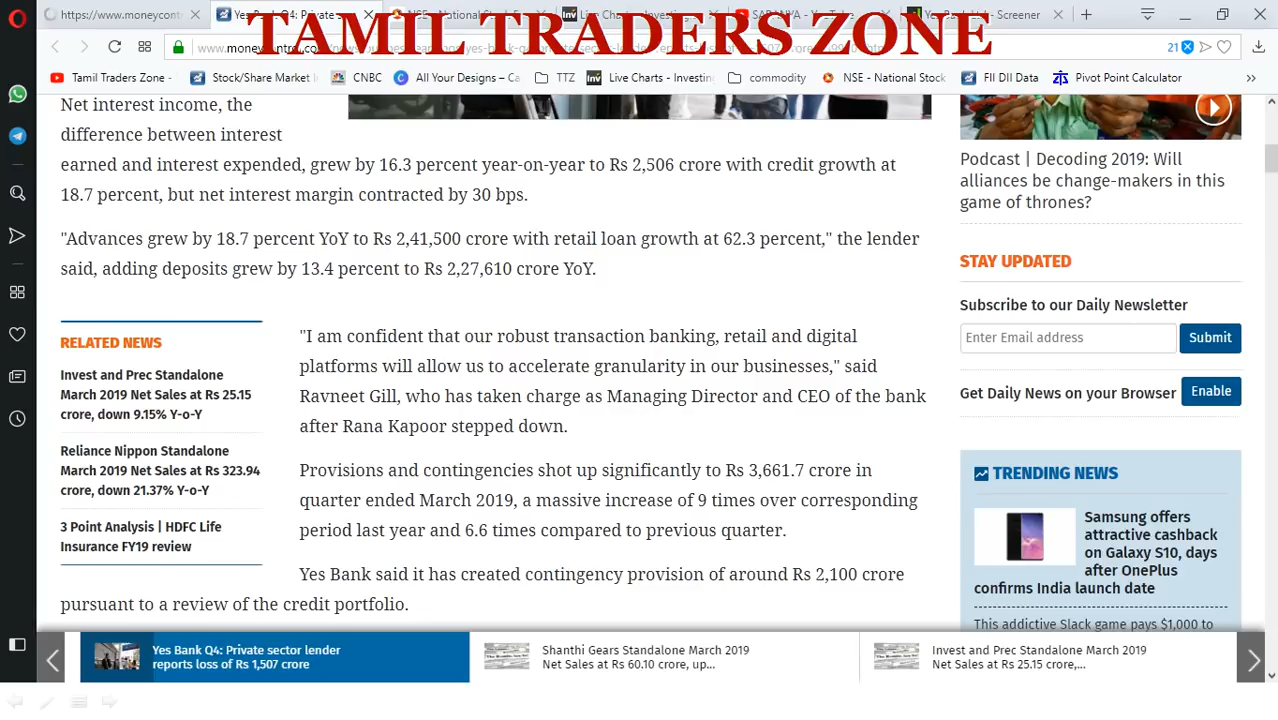 TAMIL TRADERS ZONE
https://www.moneycont
Yes Bank Q4: Private
NSE - National
Live Charts - Investing
Yes Bank Ltd - Screener
21
Tamil Traders Zone -
Stock/Share Market
CNBC
All Your Designs – Ca
TTZ
Live Charts - Investin
commodity
NSE - National Stock
FII DII Data
Pivot Point Calculator
Net interest income, the
difference between interest
earned and interest expended, grew by 16.3 percent year-on-year to Rs 2,506 crore with credit growth at
18.7 percent, but net interest margin contracted by 30 bps.
"Advances grew by 18.7 percent YoY to Rs 2,41,500 crore with retail loan growth at 62.3 percent," the lender
said, adding deposits grew by 13.4 percent to Rs 2,27,610 crore YoY.
RELATED NEWS
Invest and Prec Standalone
March 2019 Net Sales at Rs 25.15
crore, down 9.15% Y-o-Y
Reliance Nippon Standalone
March 2019 Net Sales at Rs 323.94
crore, down 21.37% Y-o-Y
3 Point Analysis | HDFC Life
Insurance FY19 review
"I am confident that our robust transaction banking, retail and digital
platforms will allow us to accelerate granularity in our businesses," said
Ravneet Gill, who has taken charge as Managing Director and CEO of the bank
after Rana Kapoor stepped down.
Provisions and contingencies shot up significantly to Rs 3,661.7 crore in
quarter ended March 2019, a massive increase of 9 times over corresponding
period last year and 6.6 times compared to previous quarter.
Yes Bank said it has created contingency provision of around Rs 2,100 crore
pursuant to a review of the credit portfolio.
Podcast | Decoding 2019: Will
alliances be change-makers in this
game of thrones?
STAY UPDATED
Subscribe to our Daily Newsletter
Enter Email address
Submit
Get Daily News on your Browser
Enable
TRENDING NEWS
Samsung offers
attractive cashback
on Galaxy S10, days
after OnePlus
confirms India launch date
This addictive Slack game pays $1,000 to
Yes Bank Q4: Private sector lender
reports loss of Rs 1,507 crore
Shanthi Gears Standalone March 2019
Net Sales at Rs 60.10 crore, up...
Invest and Prec Standalone March 2019
Net Sales at Rs 25.15 crore,...